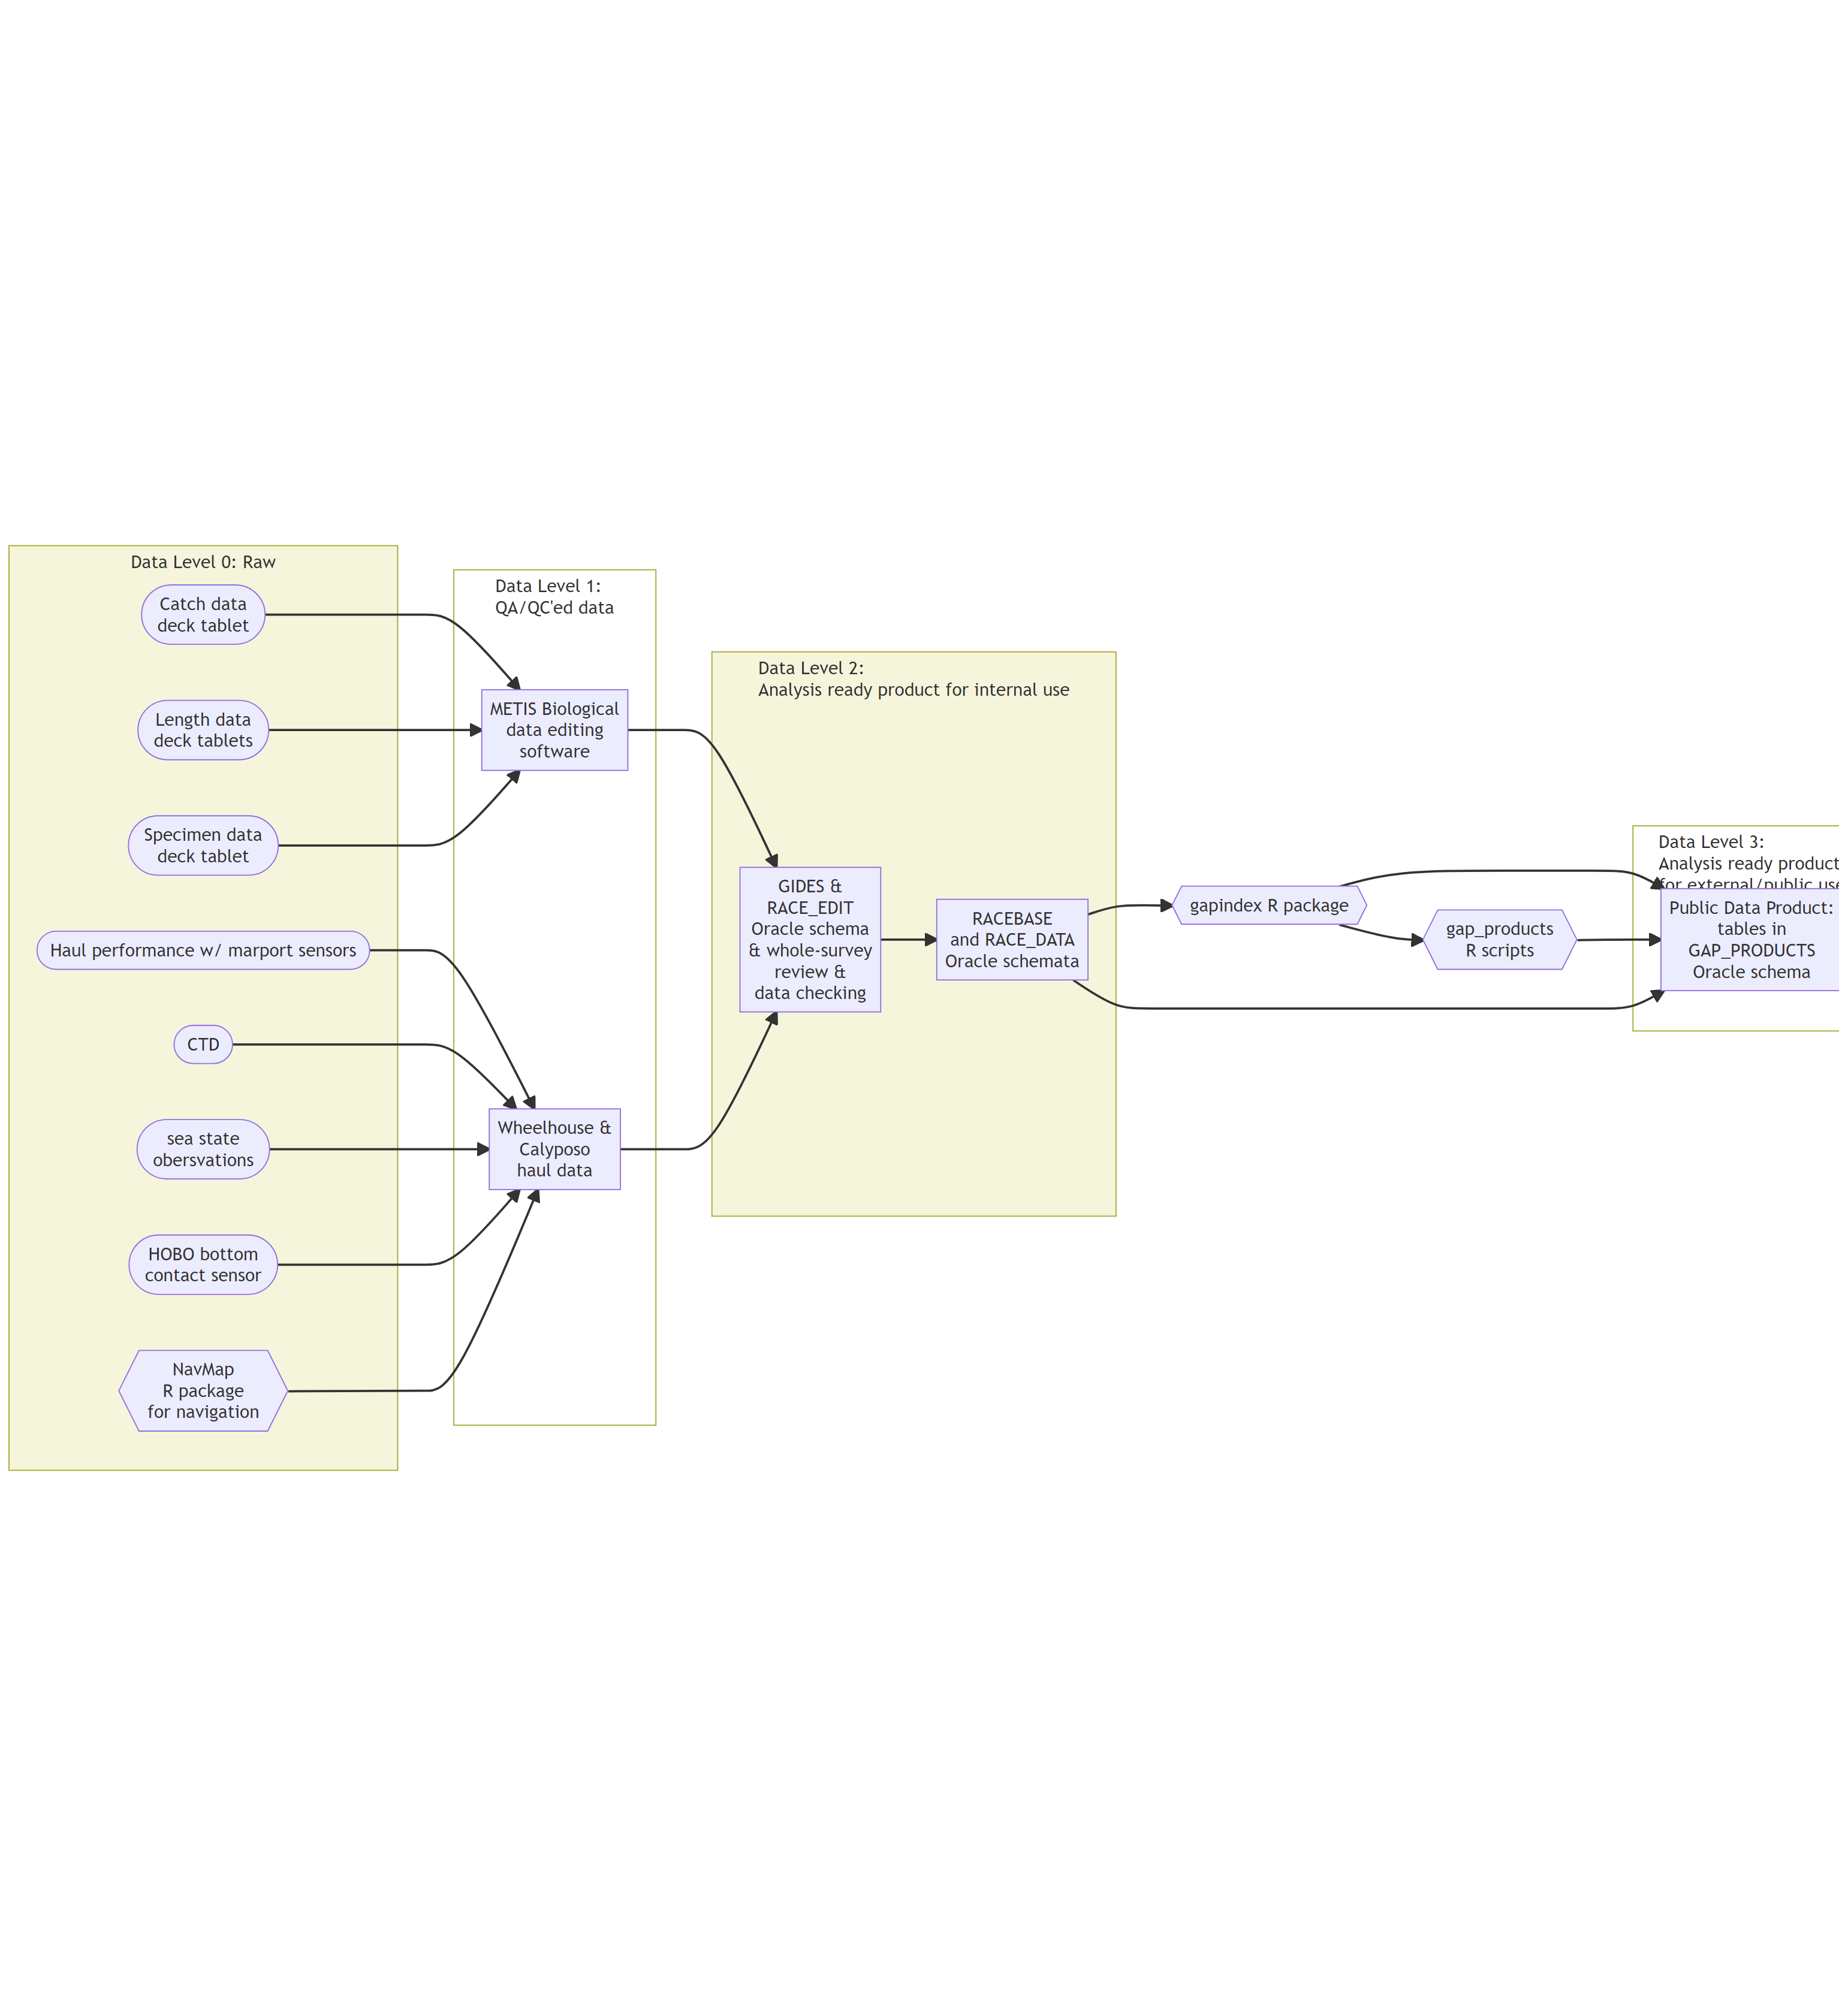 Data Level 0: Raw
Catch data
deck tablet
Length data
deck tablets
Specimen data
deck tablet
Haul performance w/ marport sensors
CTD
sea state
obersvations
HOBO bottom
contact sensor
NavMap
R package
for navigation
Data Level 1:
QA/QC'ed data
METIS Biological
data editing
software
Wheelhouse &
Calyposo
haul data
Data Level 2:
Analysis ready product for internal use
GIDES &
RACE_EDIT
Oracle schema
& whole-survey
review &
data checking
RACEBASE
and RACE_DATA
Oracle schemata
gapindex R package
gap_products
R scripts
Data Level 3:
Analysis ready product
for external/public use
Public Data Product:
tables in
GAP_PRODUCTS
Oracle schema